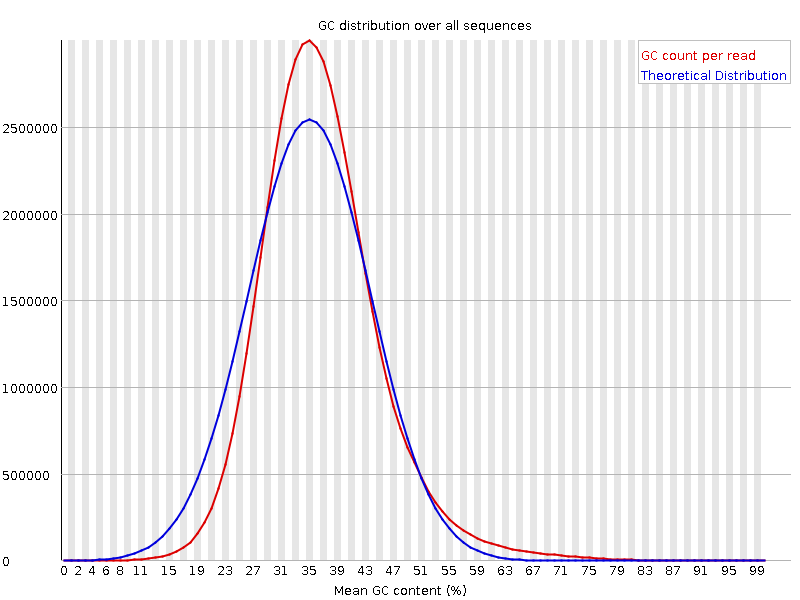 GC distribution over all sequences
GC count per read
Theoretical Distribution
2500000
2000000
1500000
1000000
500000
0
0 2 4 6 8 11 15 19 23 27 31 35 39 43 47 51 55 59 63 67 71 75 79 83 87 91 95 99
Mean GC content (%)